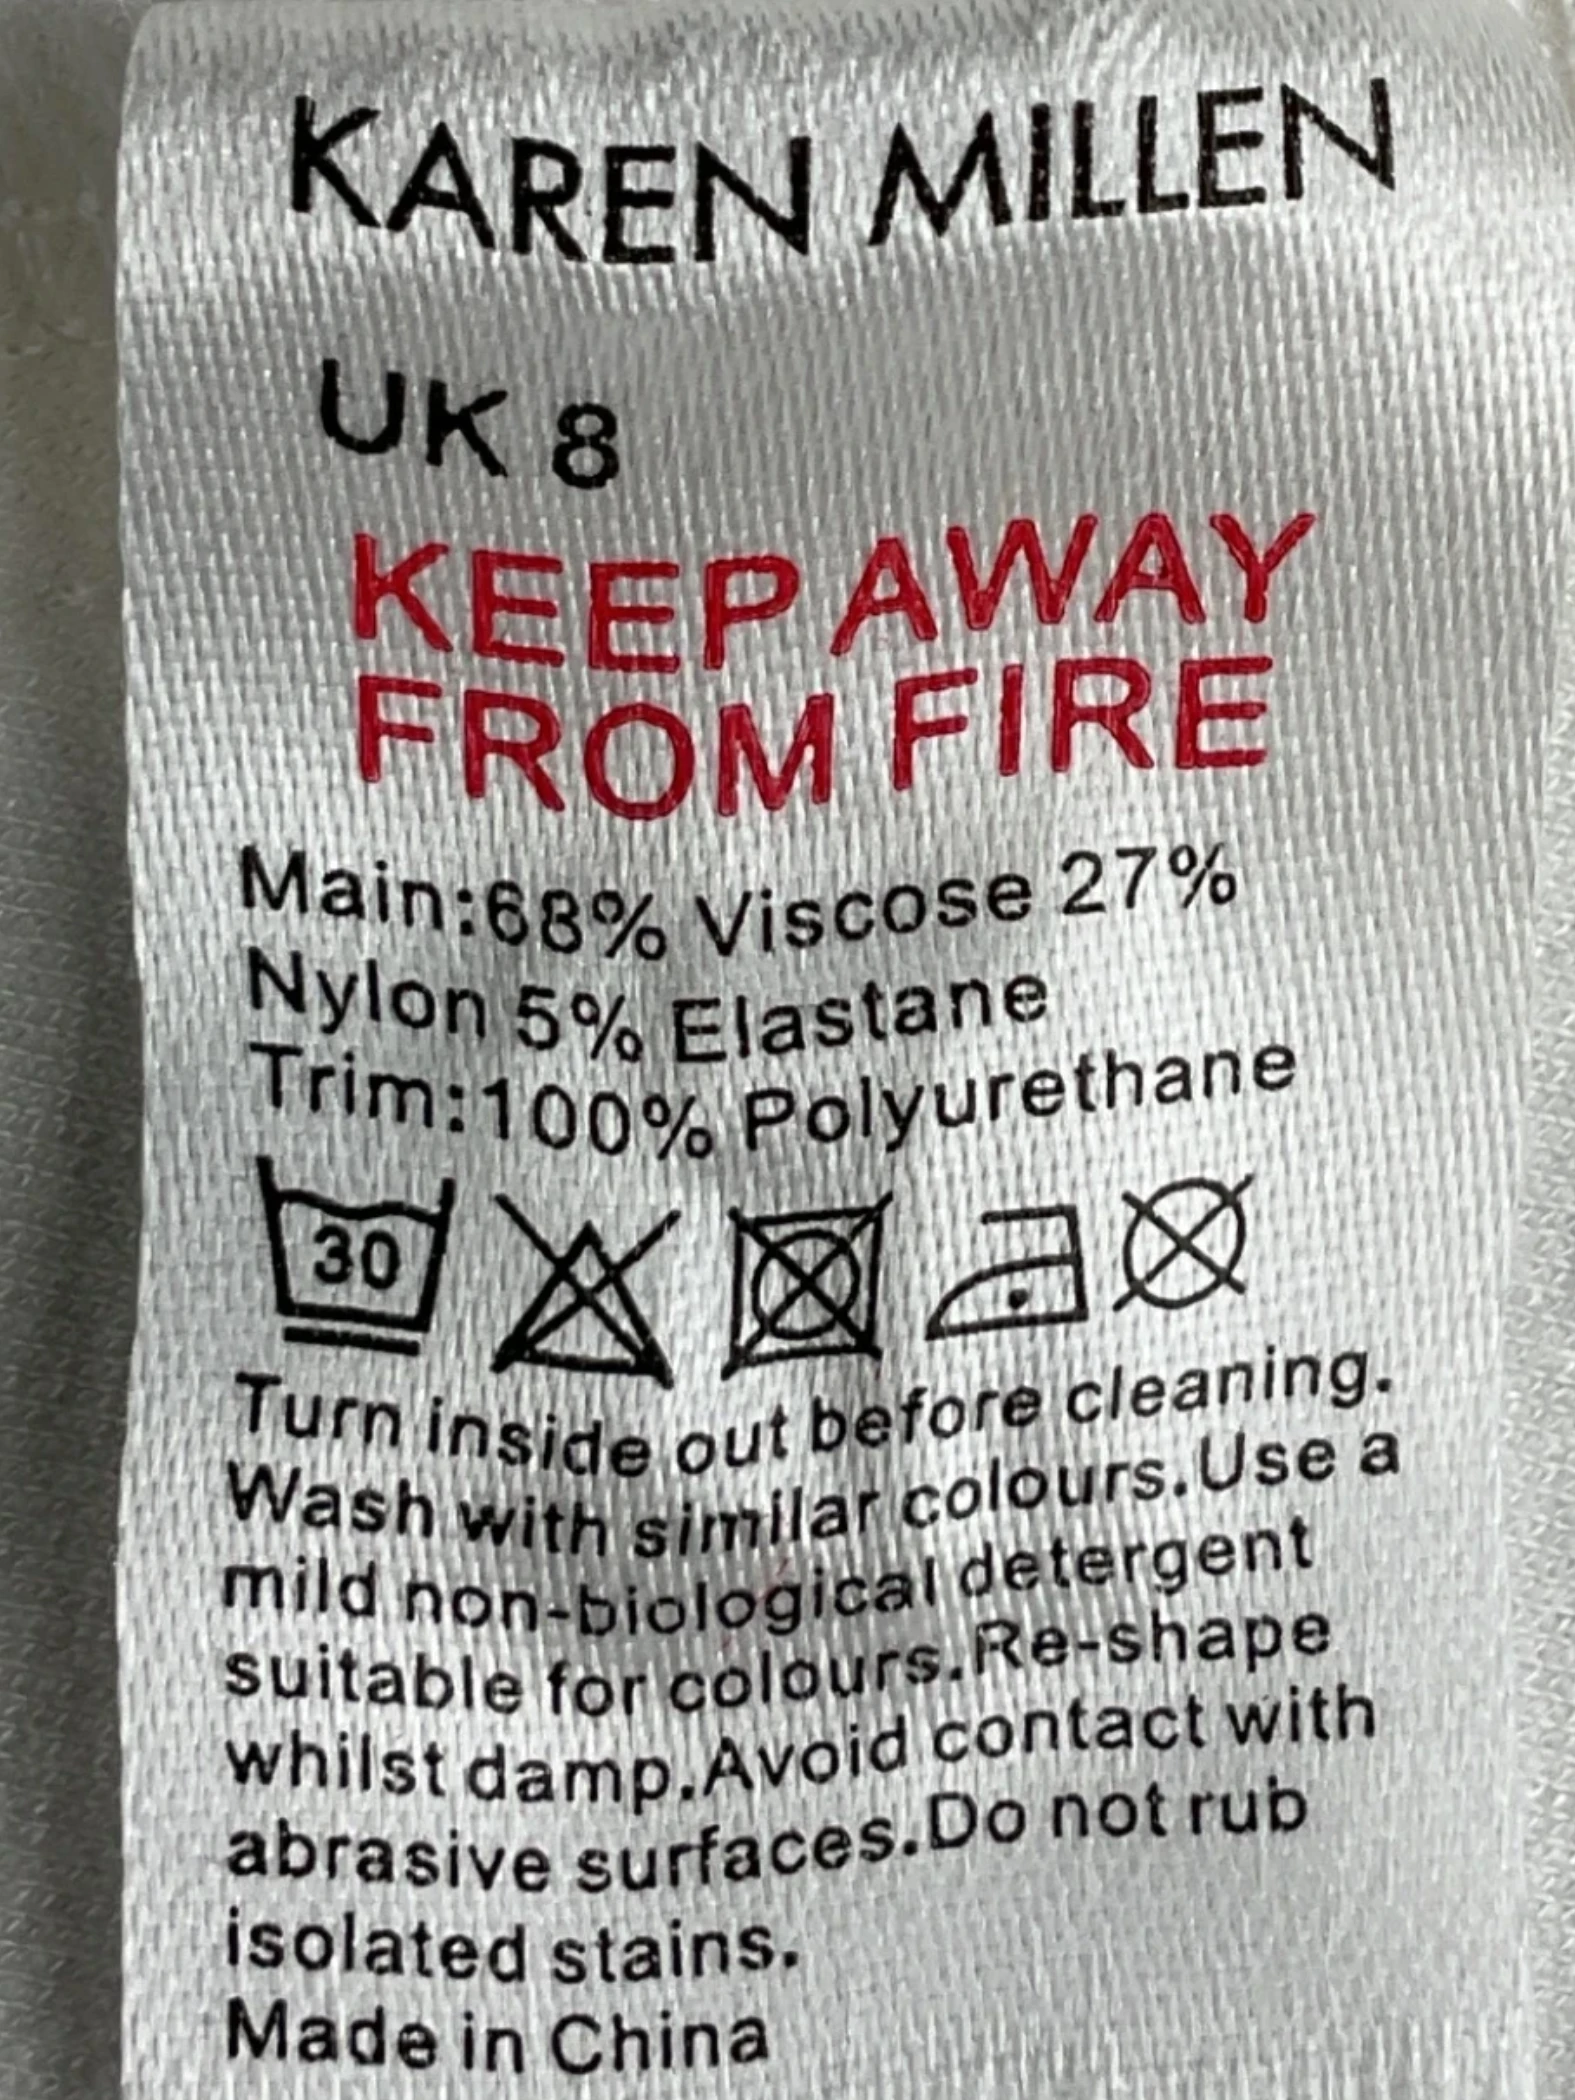 KAREN MILLEN
UK 8
KEEP AWAY
FROM FIRE
Main:68% Viscose 27%
Nylon 5% Elastane
Trim:100% Polyurethane
30
Turn inside out before cleaning.
Wash with similar colours.Use a
mild non-biological detergent
suitable for colours.Re-shape
whilst damp.Avoid contact with
abrasive surfaces.Do not rub
isolated stains.
Made in China